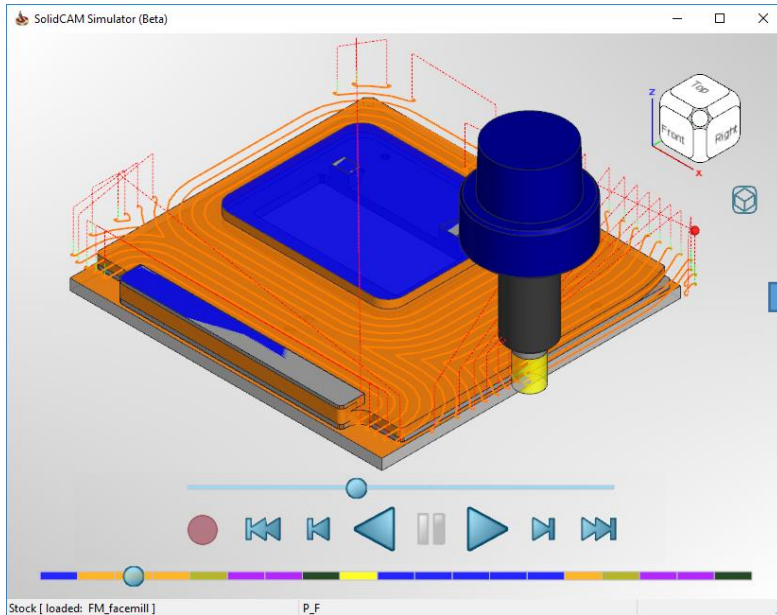 SolidCAM Simulator (Beta)
Top
Z
Front
Right
X
Stock [ loaded: FM_facemill ]
P_F